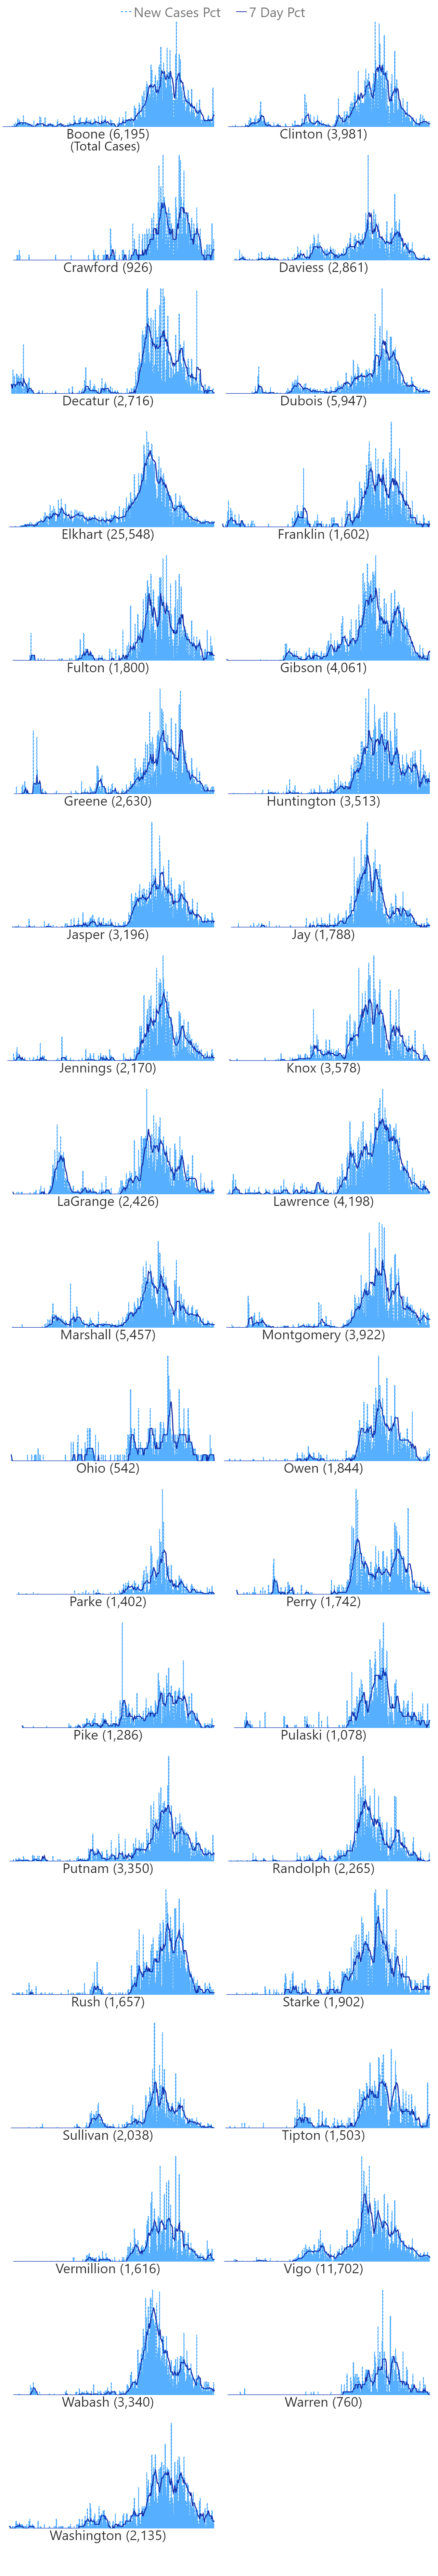 New Cases Pct 7 Day Pct
Boone (6,195) Clinton (3,981)
(Total Cases)
Crawford (926) Daviess (2,861)
Decatur (2,716) Dubois (5,947)
Elkhart (25,548) Franklin (1,602)
Fulton (1,800) Gibson (4,061)
Greene (2,630) Huntington (3,513)
Jasper (3,196) Jay (1,788)
Jennings (2,170) Knox (3,578)
LaGrange (2,426) Lawrence (4,198)
Marshall (5,457) Montgomery (3,922)
Ohio (542) Owen (1,844)
Parke (1,402) Perry (1,742)
Pike (1,286) Pulaski (1,078)
Putnam (3,350) Randolph (2,265)
Rush (1,657) Starke (1,902)
Sullivan (2,038) Tipton (1,503)
Vermillion (1,616) Vigo (11,702)
Wabash (3,340) Warren (760)
Washington (2,135)